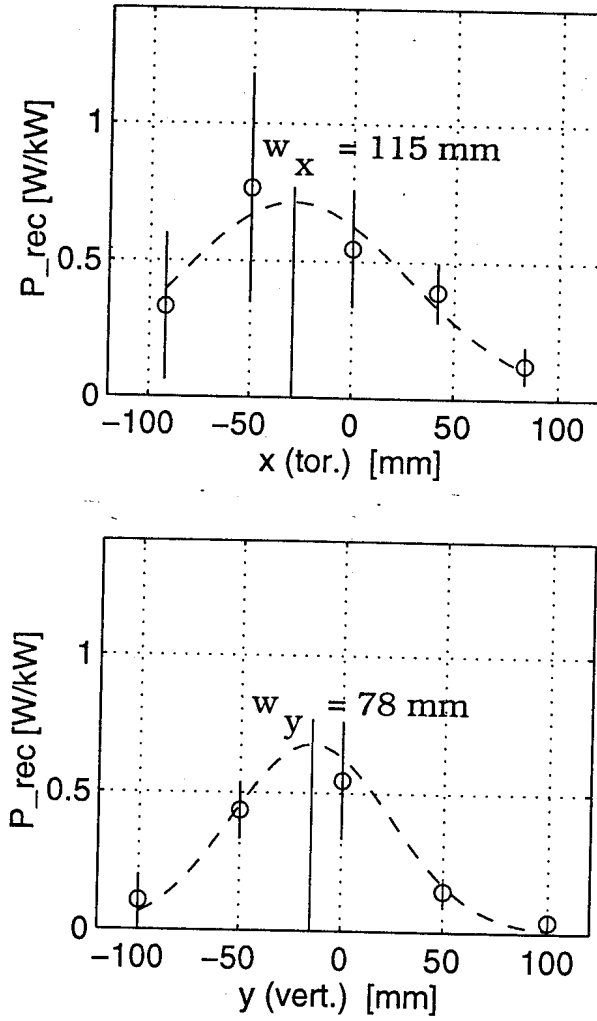 P_rec [W/kW]
1
0.5
0
w_x = 115 mm
−100 −50 0 50 100
x (tor.) [mm]
P_rec [W/kW]
1
0.5
0
w_y = 78 mm
−100 −50 0 50 100
y (vert.) [mm]